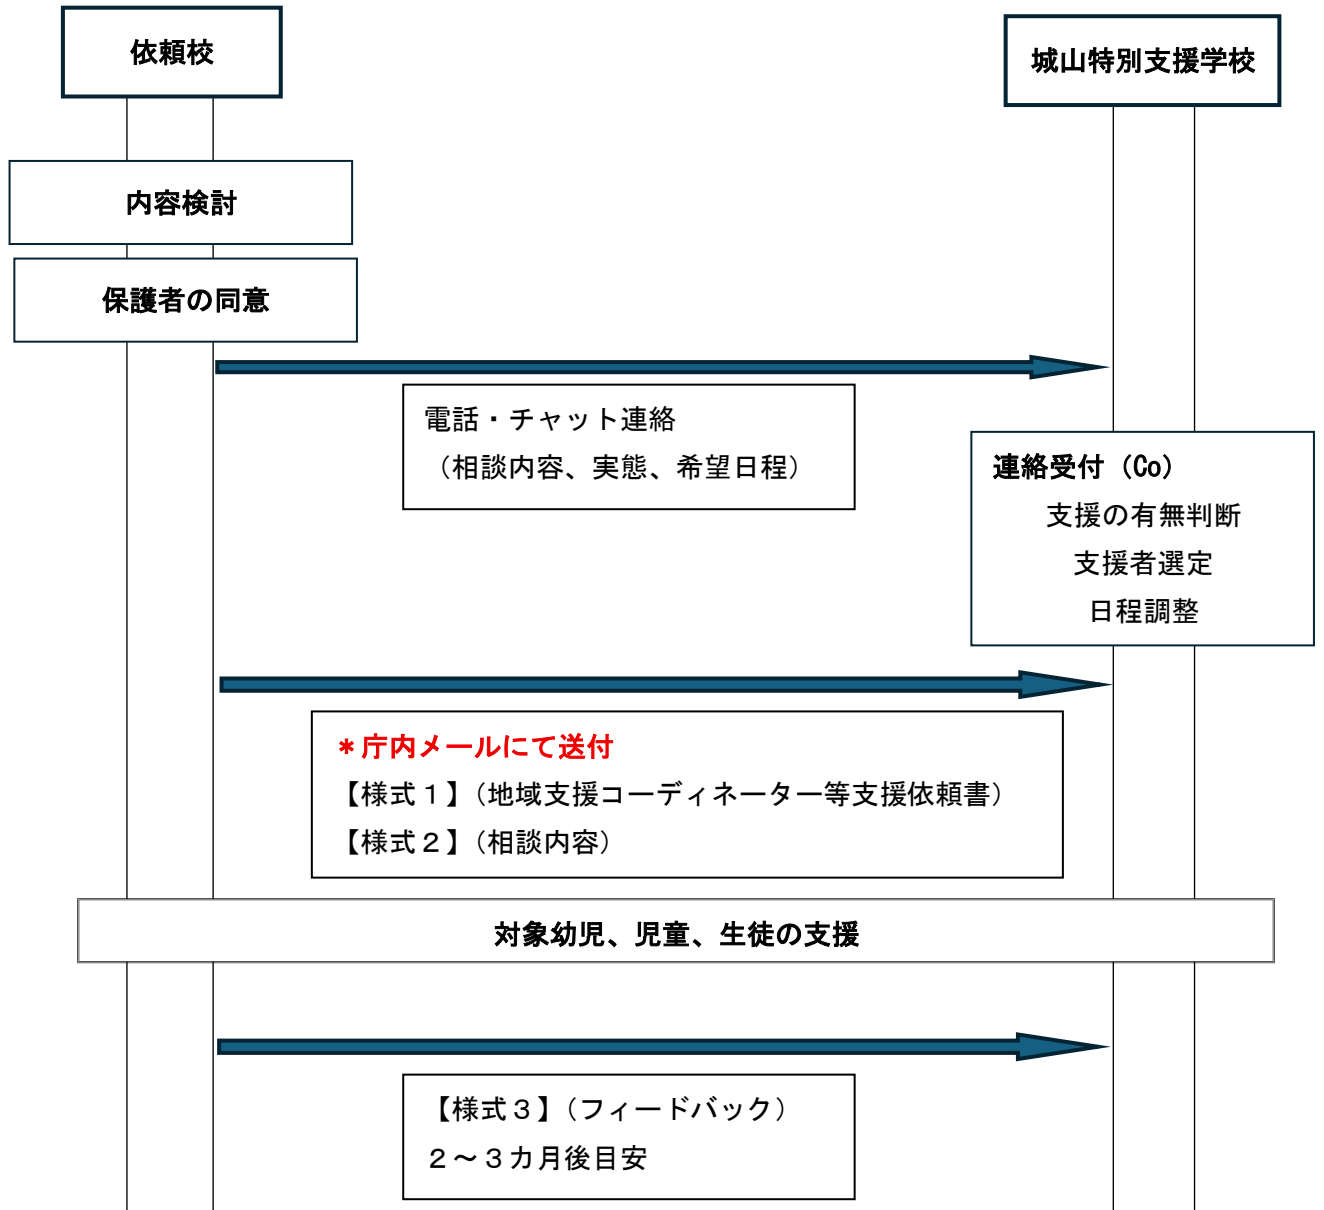 依頼校
城山特別支援学校
内容検討
保護者の同意
電話・チャット連絡
（相談内容、実態、希望日程）
連絡受付（Co）
支援の有無判断
支援者選定
日程調整
＊庁内メールにて送付
【様式１】（地域支援コーディネーター等支援依頼書）
【様式２】（相談内容）
対象幼児、児童、生徒の支援
【様式３】（フィードバック）
２～３カ月後目安